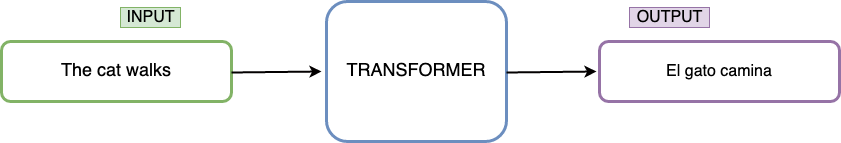 INPUT
OUTPUT
The cat walks
TRANSFORMER
El gato camina